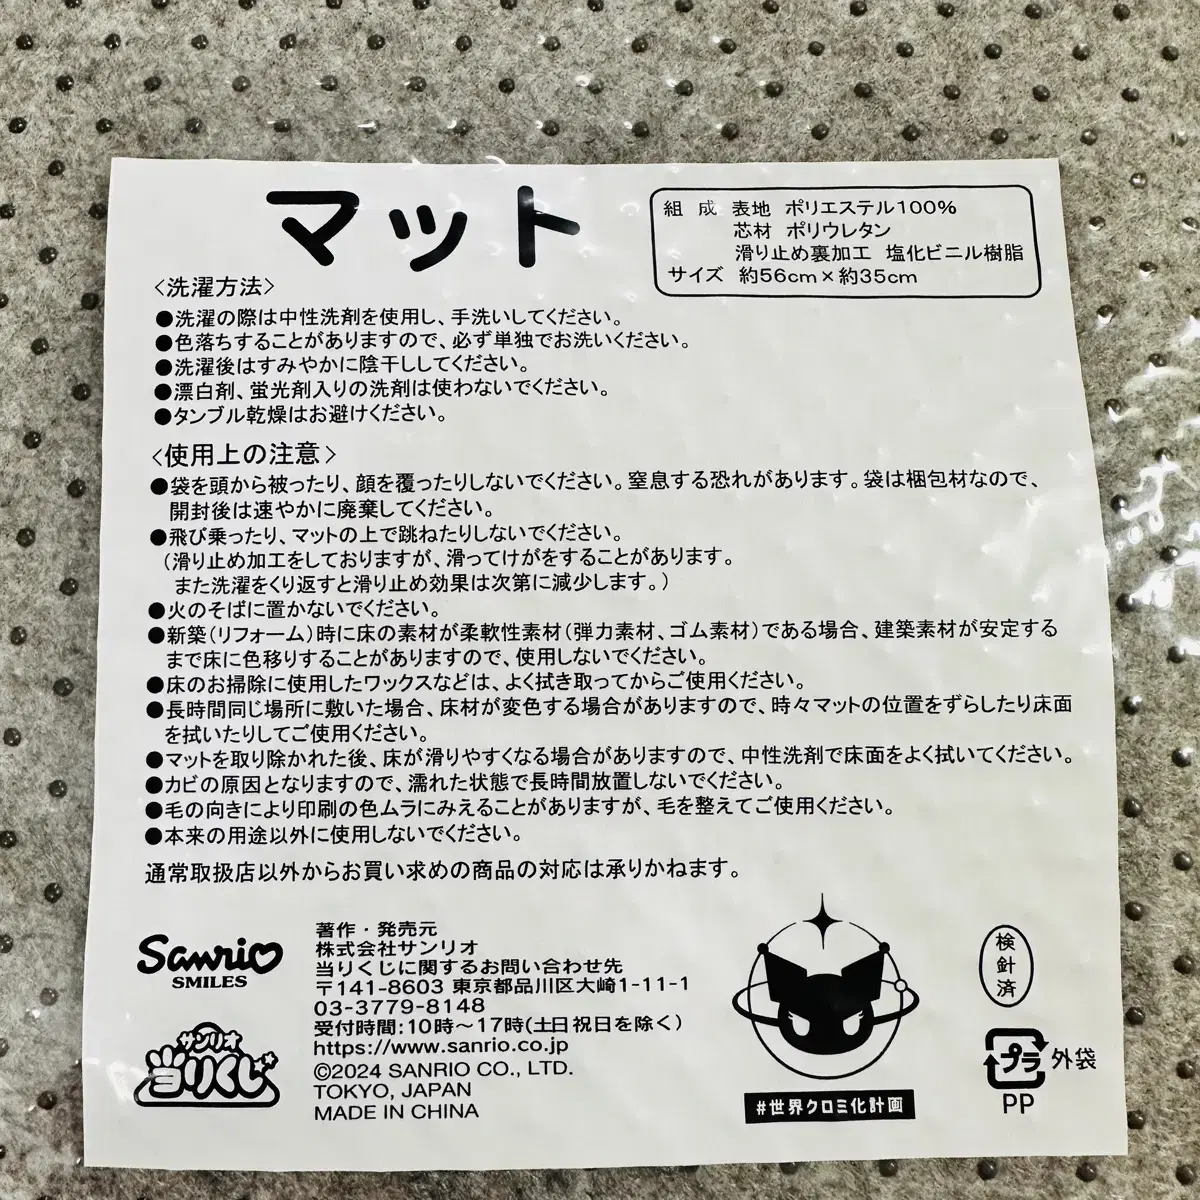 マット
組 成 表地 ポリエステル100%
芯材 ポリウレタン
滑り止め裏加工 塩化ビニル樹脂
サイズ 約56cm×約35cm
〈洗濯方法〉
●洗濯の際は中性洗剤を使用し、手洗いしてください。
●色落ちすることがありますので、必ず単独でお洗いください。
●洗濯後はすみやかに陰干ししてください。
●漂白剤、蛍光剤入りの洗剤は使わないでください。
●タンブル乾燥はお避けください。
〈使用上の注意〉
●袋を頭から被ったり、顔を覆ったりしないでください。窒息する恐れがあります。袋は梱包材なので、
開封後は速やかに廃棄してください。
●飛び乗ったり、マットの上で跳ねたりしないでください。
（滑り止め加工をしておりますが、滑ってけがをすることがあります。
また洗濯をくり返すと滑り止め効果は次第に減少します。）
●火のそばに置かないでください。
●新築（リフォーム）時に床の素材が柔軟性素材（弾力素材、ゴム素材）である場合、建築素材が安定する
まで床に色移りすることがありますので、使用しないでください。
●床のお掃除に使用したワックスなどは、よく拭き取ってからご使用ください。
●長時間同じ場所に敷いた場合、床材が変色する場合がありますので、時々マットの位置をずらしたり床面
を拭いたりしてご使用ください。
●マットを取り除かれた後、床が滑りやすくなる場合がありますので、中性洗剤で床面をよく拭いてください。
●カビの原因となりますので、濡れた状態で長時間放置しないでください。
●毛の向きにより印刷の色ムラにみえることがありますが、毛を整えてご使用ください。
●本来の用途以外に使用しないでください。
通常取扱店以外からお買い求めの商品の対応は承りかねます。
Sanrio
SMILES
サンリオ
当りくじ
著作・発売元
株式会社サンリオ
当りくじに関するお問い合わせ先
〒141-8603 東京都品川区大崎1-11-1
03-3779-8148
受付時間:10時～17時(土日祝日を除く)
https://www.sanrio.co.jp
©2024 SANRIO CO., LTD.
TOKYO, JAPAN
MADE IN CHINA
#世界クロミ化計画
検針済
プラ 外袋
PP